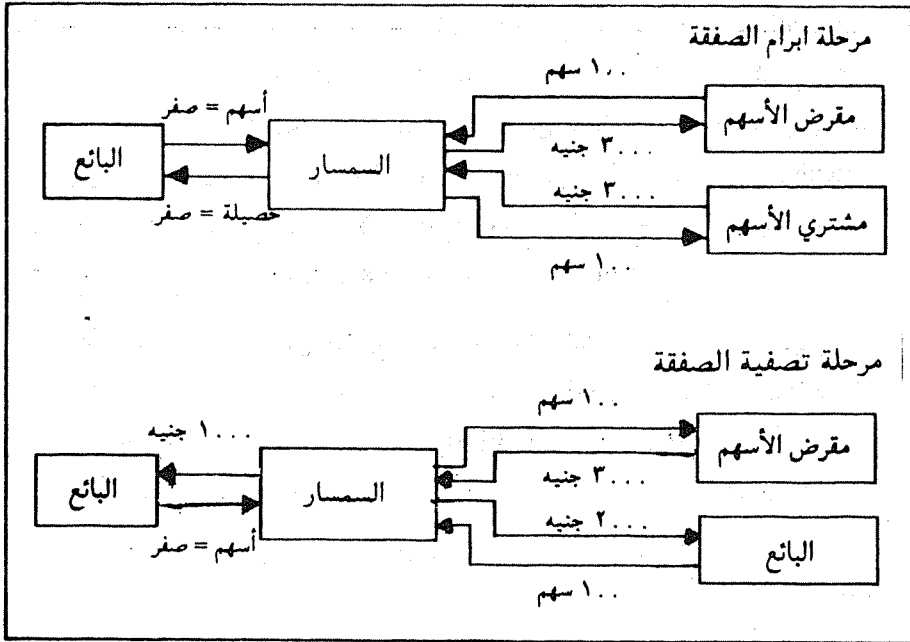 مرحلة ابرام الصفقة
١٠٠ سهم
مقرض الأسهم
أسهم = صفر
٣٠٠٠ جنيه
السمسار
البائع
٣٠٠٠ جنيه
حصيلة = صفر
مشتري الأسهم
١٠٠ سهم
مرحلة تصفية الصفقة
١٠٠ سهم
مقرض الأسهم
١٠٠٠ جنيه
٣٠٠٠ جنيه
السمسار
البائع
٢٠٠٠ جنيه
أسهم = صفر
البائع
١٠٠ سهم